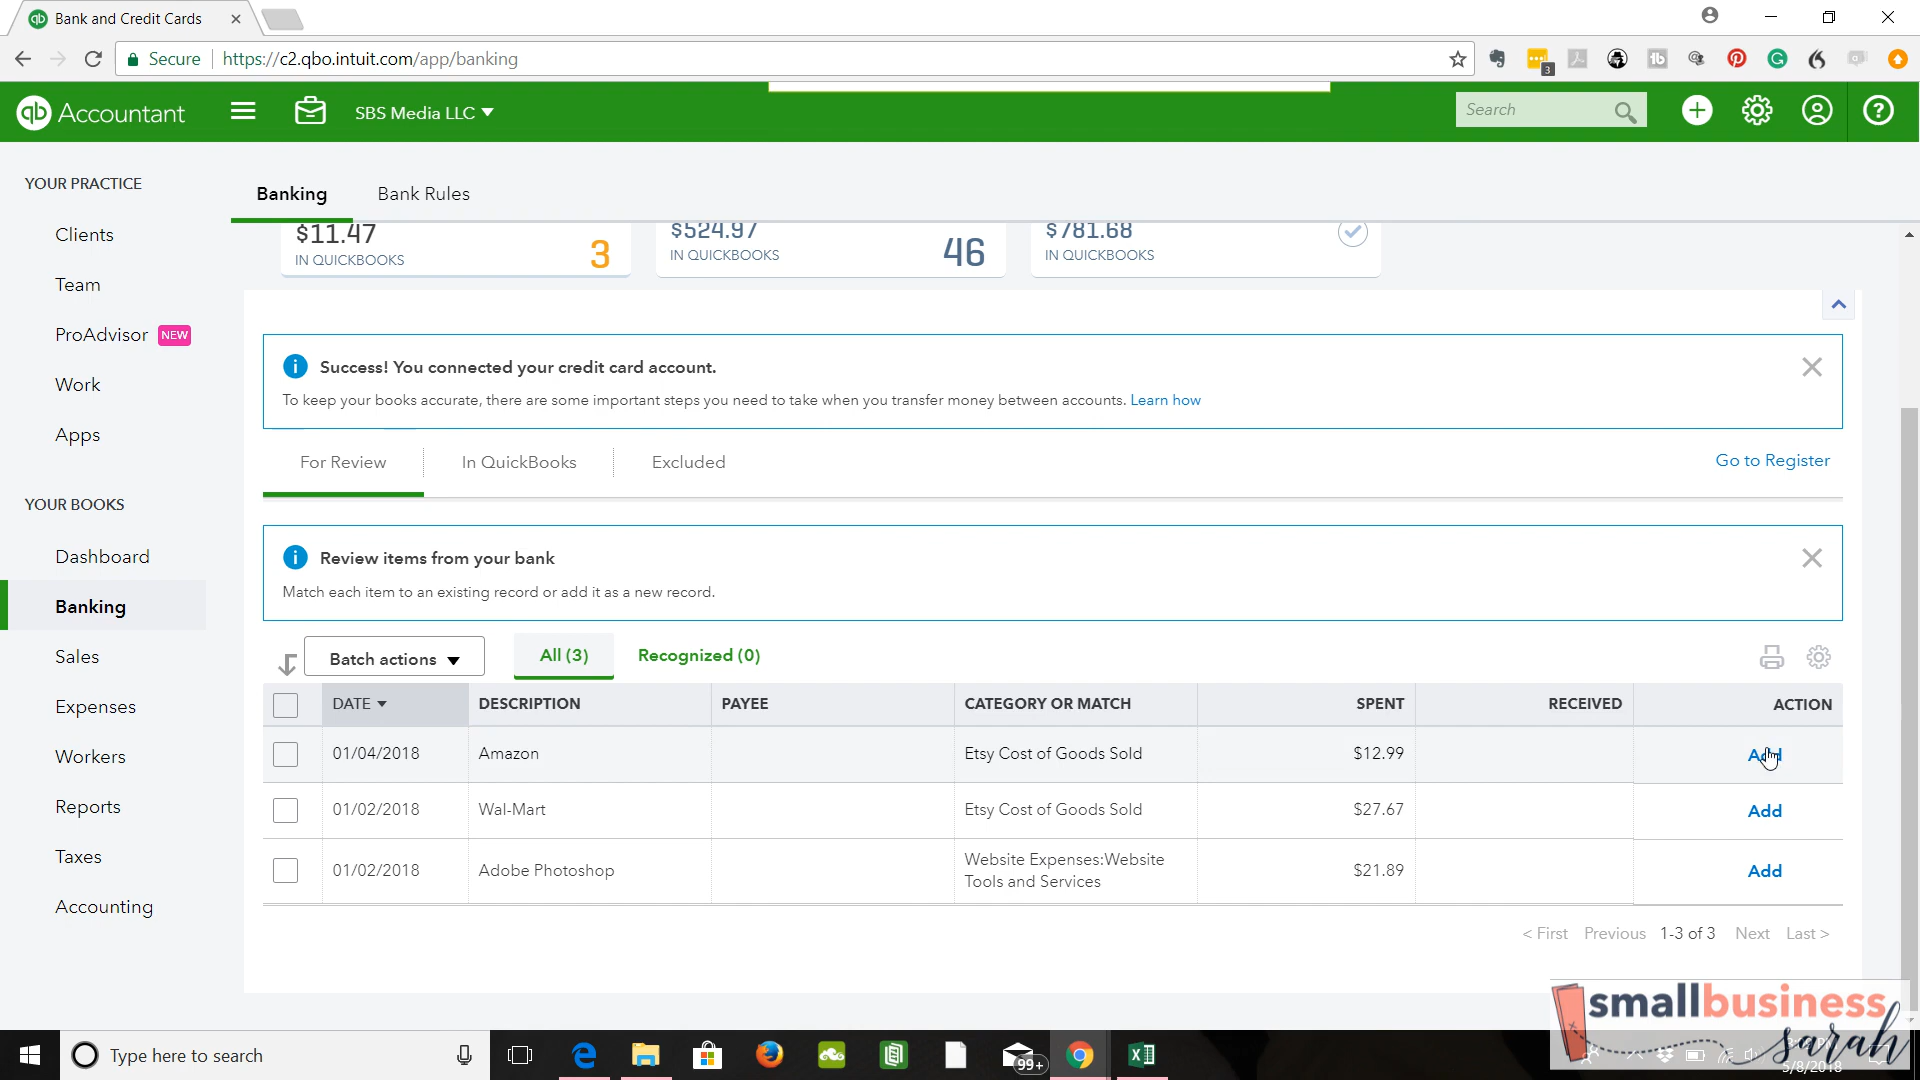 Bank and Credit Cards
Secure https://c2.qbo.intuit.com/app/banking
3
qb Accountant SBS Media LLC Search
YOUR PRACTICE
Clients
Team
ProAdvisor NEW
Work
Apps
YOUR BOOKS
Dashboard
Banking
Sales
Expenses
Workers
Reports
Taxes
Accounting
Banking Bank Rules
$11.47 $524.97 $781.68
IN QUICKBOOKS 3 IN QUICKBOOKS 46 IN QUICKBOOKS
Success! You connected your credit card account.
To keep your books accurate, there are some important steps you need to take when you transfer money between accounts. Learn how
For Review In QuickBooks Excluded Go to Register
Review items from your bank
Match each item to an existing record or add it as a new record.
Batch actions All (3) Recognized (0)
DATE DESCRIPTION PAYEE CATEGORY OR MATCH SPENT RECEIVED ACTION
01/04/2018 Amazon Etsy Cost of Goods Sold $12.99 Add
01/02/2018 Wal-Mart Etsy Cost of Goods Sold $27.67 Add
01/02/2018 Adobe Photoshop Website Expenses:Website Tools and Services $21.89 Add
< First Previous 1-3 of 3 Next Last >
smallbusiness
sarah
Type here to search 99+
5/8/2018